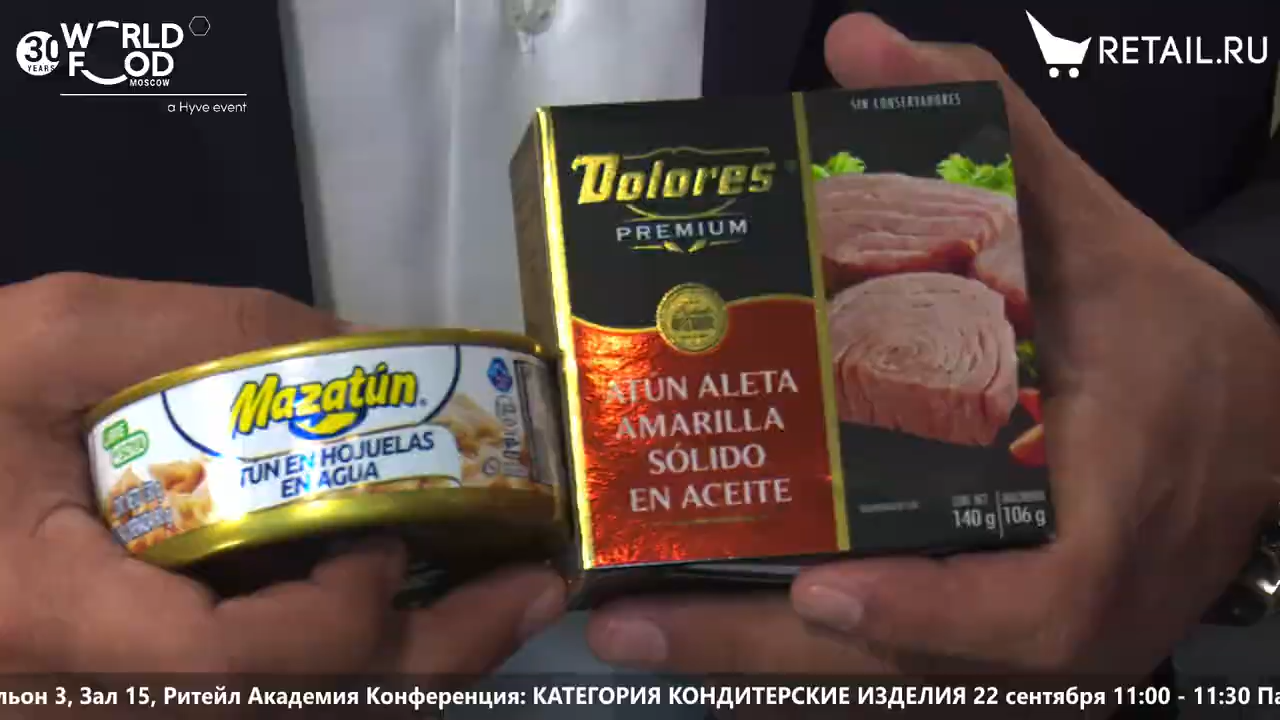 30 YEARS
WORLD
FOOD
MOSCOW
a Hyve event
RETAIL.RU
SIN CONSERVADORES
Dolores
PREMIUM
ATÚN ALETA
AMARILLA
SÓLIDO
EN ACEITE
140 g 106 g
Mazatún
TÚN EN HOJUELAS
EN AGUA
льон 3, Зал 15, Ритейл Академия Конференция: КАТЕГОРИЯ КОНДИТЕРСКИЕ ИЗДЕЛИЯ 22 сентября 11:00 - 11:30 Па